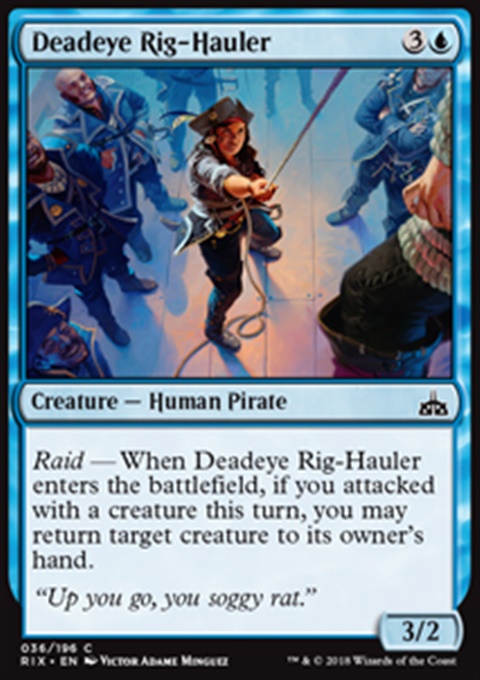 Deadeye Rig-Hauler 3
Creature — Human Pirate
Raid — When Deadeye Rig-Hauler
enters the battlefield, if you attacked
with a creature this turn, you may
return target creature to its owner's
hand.
“Up you go, you soggy rat.”
3/2
036/196 C
RIX • EN Victor Adame Minguez
™ & © 2018 Wizards of the Coast